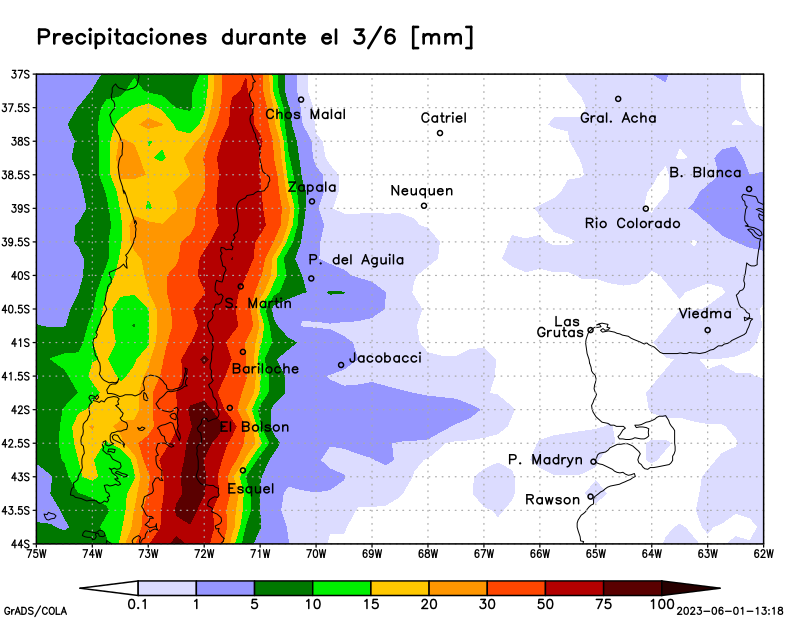 Precipitaciones durante el 3/6 [mm]
37S
37.5S
38S
38.5S
39S
39.5S
40S
40.5S
41S
41.5S
42S
42.5S
43S
43.5S
44S
Chos Malal
Catriel
Gral. Acha
B. Blanca
Zapala
Neuquen
Rio Colorado
P. del Aguila
S. Martin
Viedma
Las
Grutas
Jacobacci
Bariloche
El Bolson
P. Madryn
Esquel
Rawson
75W 74W 73W 72W 71W 70W 69W 68W 67W 66W 65W 64W 63W 62W
0.1 1 5 10 15 20 30 50 75 100
GrADS/COLA
2023-06-01-13:18